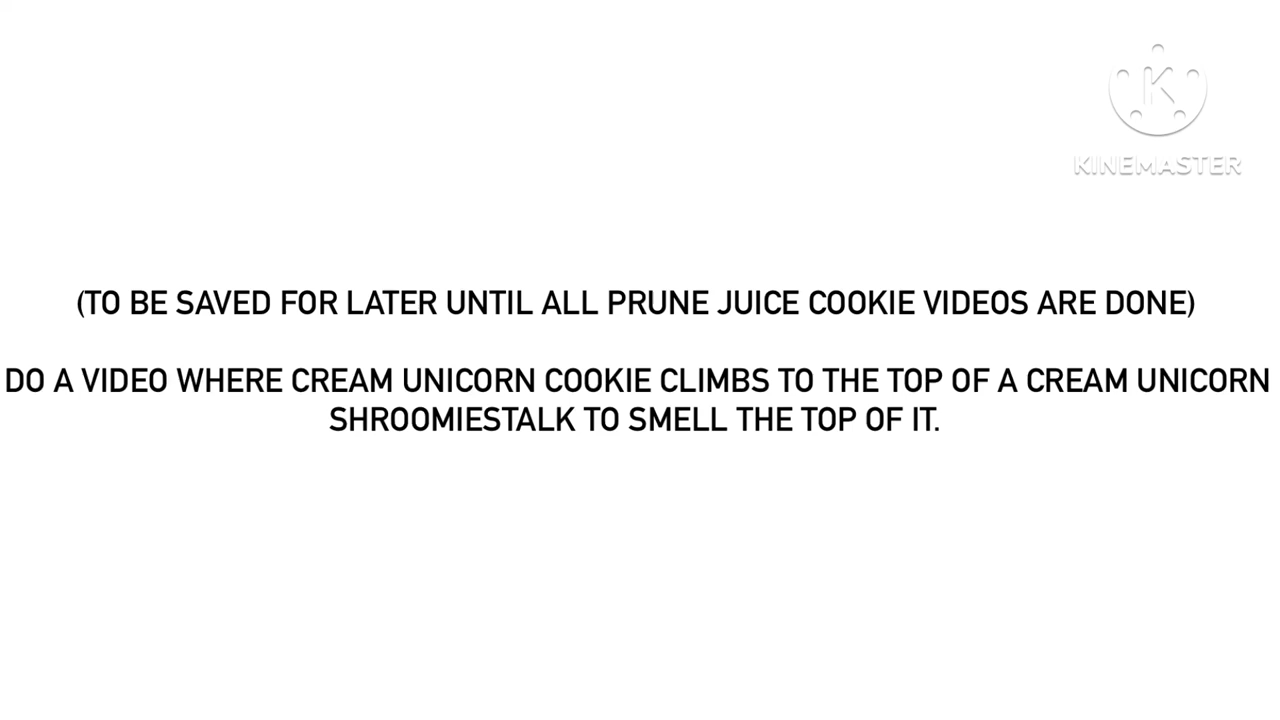 KINEMASTER
(TO BE SAVED FOR LATER UNTIL ALL PRUNE JUICE COOKIE VIDEOS ARE DONE)
DO A VIDEO WHERE CREAM UNICORN COOKIE CLIMBS TO THE TOP OF A CREAM UNICORN
SHROOMIESTALK TO SMELL THE TOP OF IT.